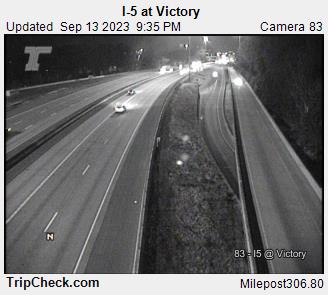 I-5 at Victory
Updated Sep 13 2023 9:35 PM Camera 83
T
N
83 - I5 @ Victory
TripCheck.com Milepost306.80